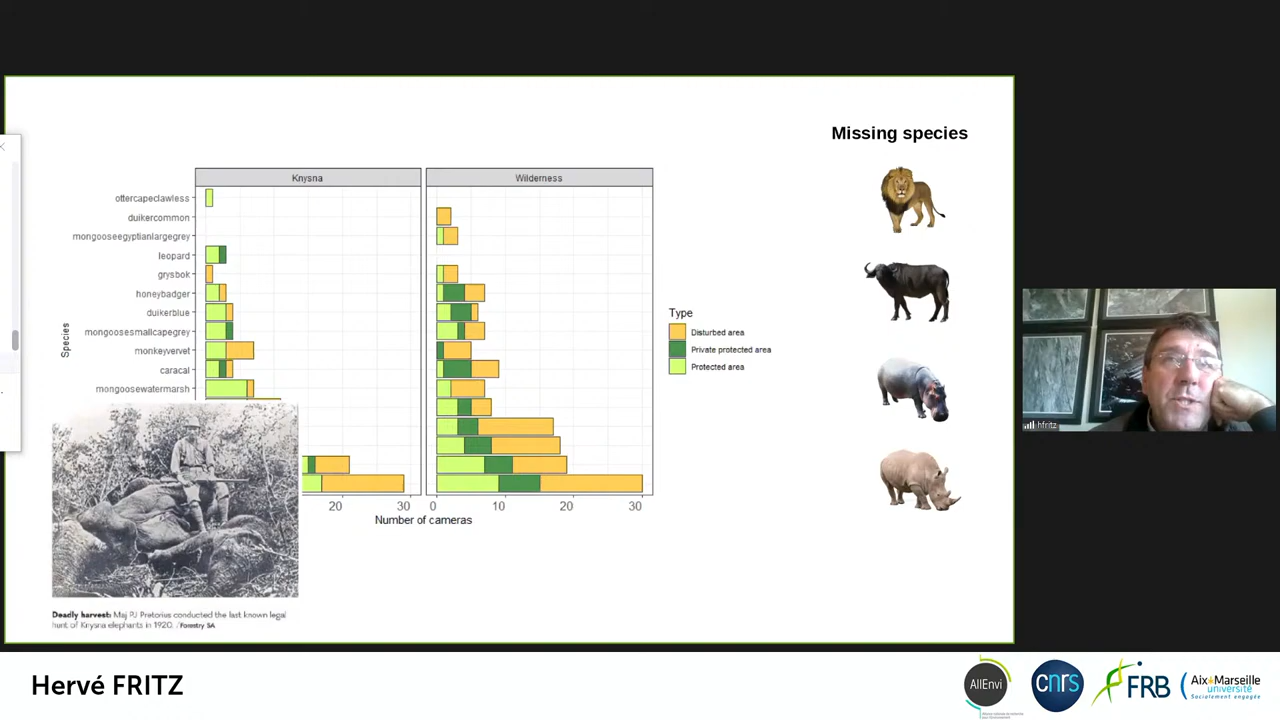 Missing species
Knysna
Wilderness
ottercapeclawless
duikercommon
mongooseegyptianlargegrey
leopard
grysbok
honeybadger
duikerblue
mongoosesmallcapegrey
monkeyvervet
caracal
mongoosewatermarsh
Species
20
30
0
10
20
30
Number of cameras
Type
Disturbed area
Private protected area
Protected area
Deadly harvest: Maj PJ Pretorius conducted the last known legal
hunt of Knysna elephants in 1920. /Forestry SA
hfritz
Hervé FRITZ
AllEnvi
cnrs
FRB
Aix Marseille
université
Socialement engagée